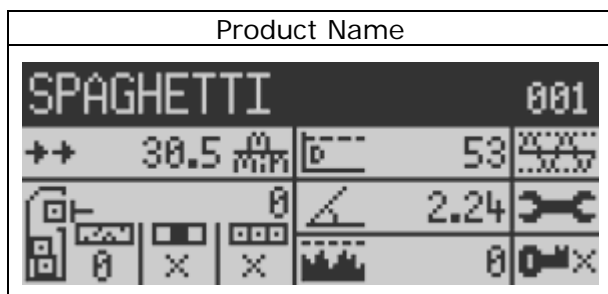 Product Name
SPAGHETTI 001
30.5 m/min 53
0 2.24
0 × × 0 ×